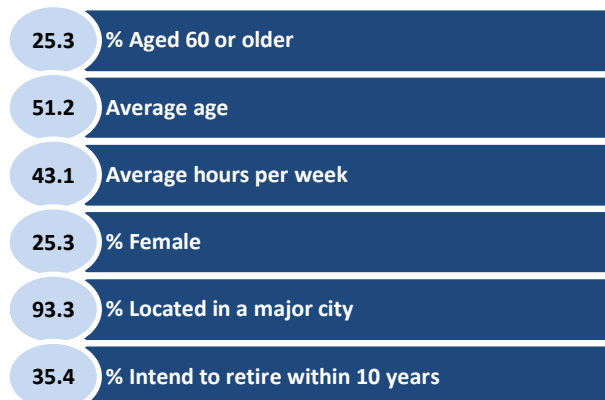 25.3 % Aged 60 or older
51.2 Average age
43.1 Average hours per week
25.3 % Female
93.3 % Located in a major city
35.4 % Intend to retire within 10 years